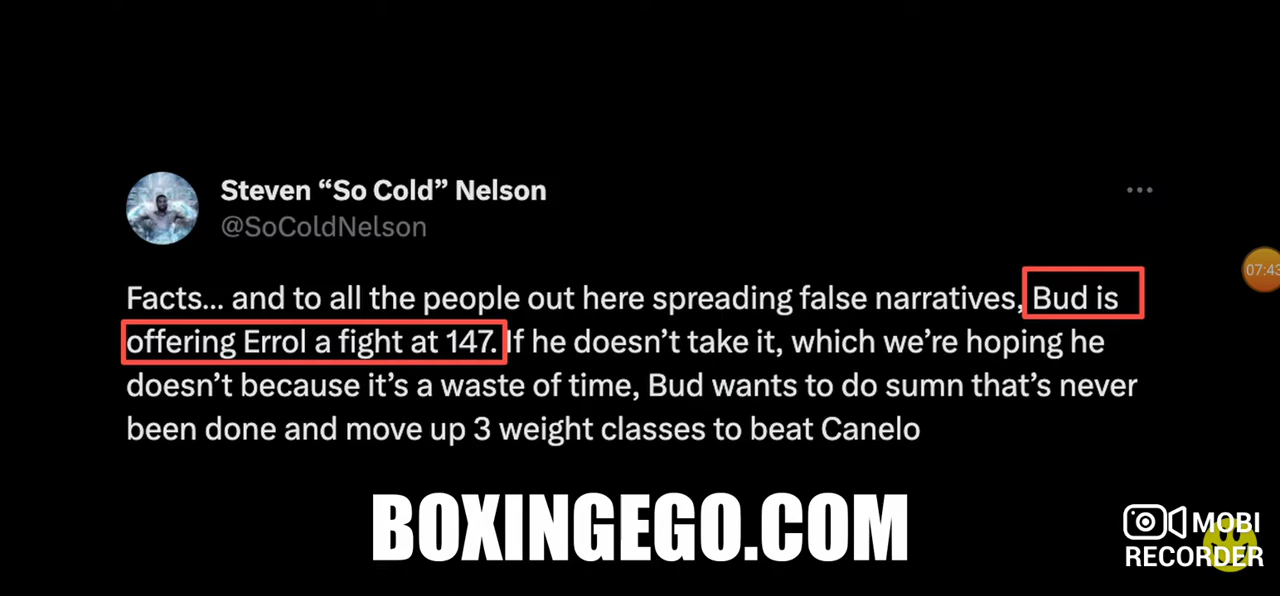 Steven “So Cold” Nelson
@SoColdNelson
07:43
Facts... and to all the people out here spreading false narratives, Bud is
offering Errol a fight at 147. If he doesn’t take it, which we’re hoping he
doesn’t because it’s a waste of time, Bud wants to do sumn that’s never
been done and move up 3 weight classes to beat Canelo
BOXINGEGO.COM
MOBI
RECORDER